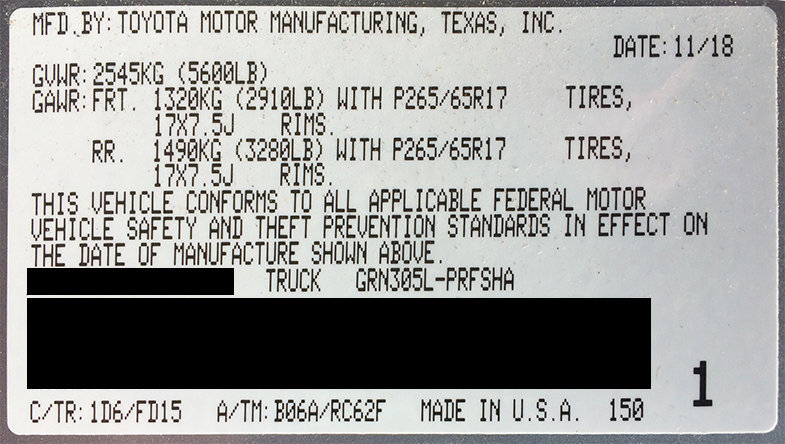 MFD.BY: TOYOTA MOTOR MANUFACTURING, TEXAS, INC.
DATE: 11/18
GVWR: 2545KG (5600LB)
GAWR: FRT. 1320KG (2910LB) WITH P265/65R17 TIRES,
17X7.5J RIMS.
RR. 1490KG (3280LB) WITH P265/65R17 TIRES,
17X7.5J RIMS.
THIS VEHICLE CONFORMS TO ALL APPLICABLE FEDERAL MOTOR
VEHICLE SAFETY AND THEFT PREVENTION STANDARDS IN EFFECT ON
THE DATE OF MANUFACTURE SHOWN ABOVE.
TRUCK GRN305L-PRFSHA
1
C/TR: 1D6/FD15 A/TM: B06A/RC62F MADE IN U.S.A. 150